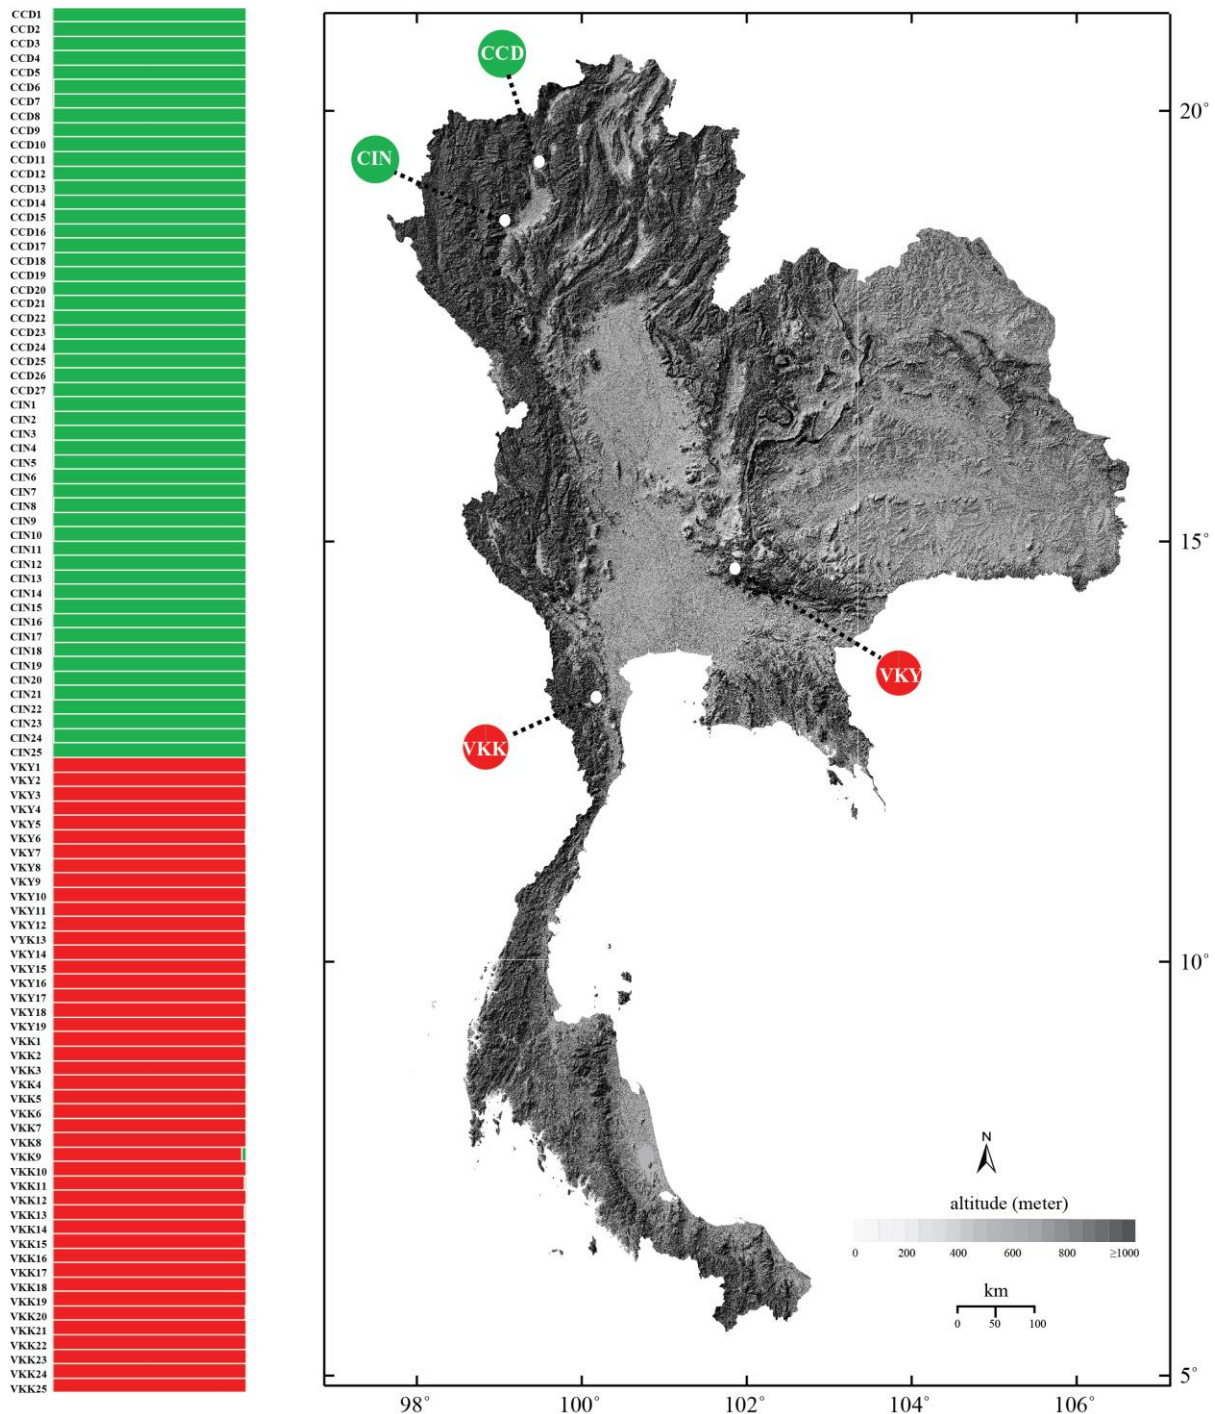 CCD1
CCD2
CCD3
CCD4
CCD5
CCD6
CCD7
CCD8
CCD9
CCD10
CCD11
CCD12
CCD13
CCD14
CCD15
CCD16
CCD17
CCD18
CCD19
CCD20
CCD21
CCD22
CCD23
CCD24
CCD25
CCD26
CCD27
CIN1
CIN2
CIN3
CIN4
CIN5
CIN6
CIN7
CIN8
CIN9
CIN10
CIN11
CIN12
CIN13
CIN14
CIN15
CIN16
CIN17
CIN18
CIN19
CIN20
CIN21
CIN22
CIN23
CIN24
CIN25
VKY1
VKY2
VKY3
VKY4
VKY5
VKY6
VKY7
VKY8
VKY9
VKY10
VKY11
VKY12
VYK13
VKY14
VKY15
VKY16
VKY17
VKY18
VKY19
VKK1
VKK2
VKK3
VKK4
VKK5
VKK6
VKK7
VKK8
VKK9
VKK10
VKK11
VKK12
VKK13
VKK14
VKK15
VKK16
VKK17
VKK18
VKK19
VKK20
VKK21
VKK22
VKK23
VKK24
VKK25
CCD
CIN
VKY
VKK
20°
15°
10°
5°
N
altitude (meter)
0 200 400 600 800 ≥1000
km
0 50 100
98° 100° 102° 104° 106°